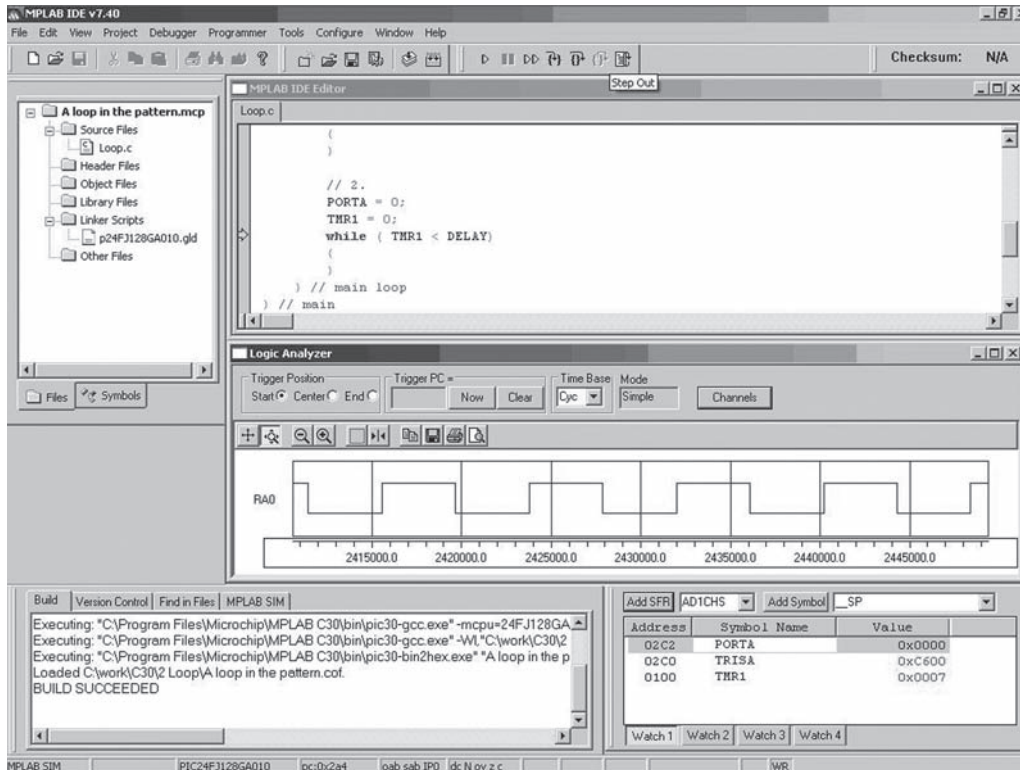 MPLAB IDE v7.40
File Edit View Project Debugger Programmer Tools Configure Window Help
Checksum: N/A
Step Out
A loop in the pattern.mcp
Source Files
Loop.c
Header Files
Object Files
Library Files
Linker Scripts
p24FJ128GA010.gld
Other Files
Files Symbols
MPLAB IDE Editor
Loop.c
{
}
// 2.
PORTA = 0;
TMR1 = 0;
while ( TMR1 < DELAY)
{
}
} // main loop
} // main
Logic Analyzer
Trigger Position
Start Center End
Trigger PC =
Now Clear
Time Base
Cyc
Mode
Simple
Channels
RA0
2415000.0 2420000.0 2425000.0 2430000.0 2435000.0 2440000.0 2445000.0
Build Version Control Find in Files MPLAB SIM
Executing: "C:\Program Files\Microchip\MPLAB C30\bin\pic30-gcc.exe" -mcpu=24FJ128GA
Executing: "C:\Program Files\Microchip\MPLAB C30\bin\pic30-gcc.exe" -Wl,"C:\work\C30\2
Executing: "C:\Program Files\Microchip\MPLAB C30\bin\pic30-bin2hex.exe" "A loop in the p
Loaded C:\work\C30\2 Loop\A loop in the pattern.cof.
BUILD SUCCEEDED
Add SFR AD1CHS Add Symbol __SP
Address Symbol Name Value
02C2 PORTA 0x0000
02C0 TRISA 0xC600
0100 TMR1 0x0007
Watch 1 Watch 2 Watch 3 Watch 4
MPLAB SIM PIC24FJ128GA010 pc:0x2a4 oab sab IP0 dc N ov z c WR